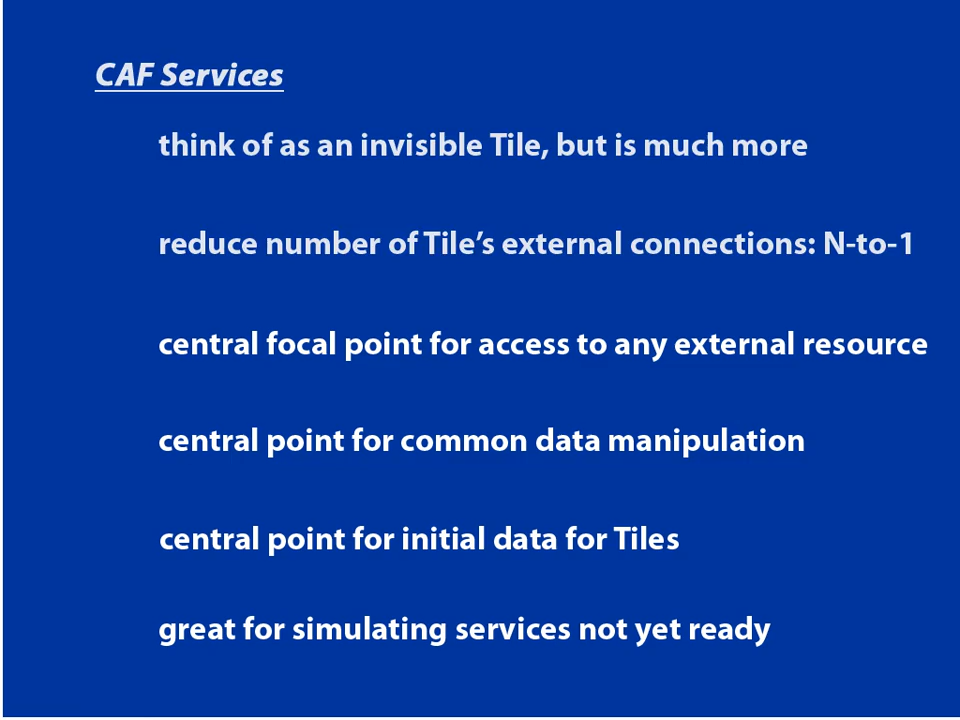 CAF Services
think of as an invisible Tile, but is much more
reduce number of Tile’s external connections: N-to-1
central focal point for access to any external resource
central point for common data manipulation
central point for initial data for Tiles
great for simulating services not yet ready